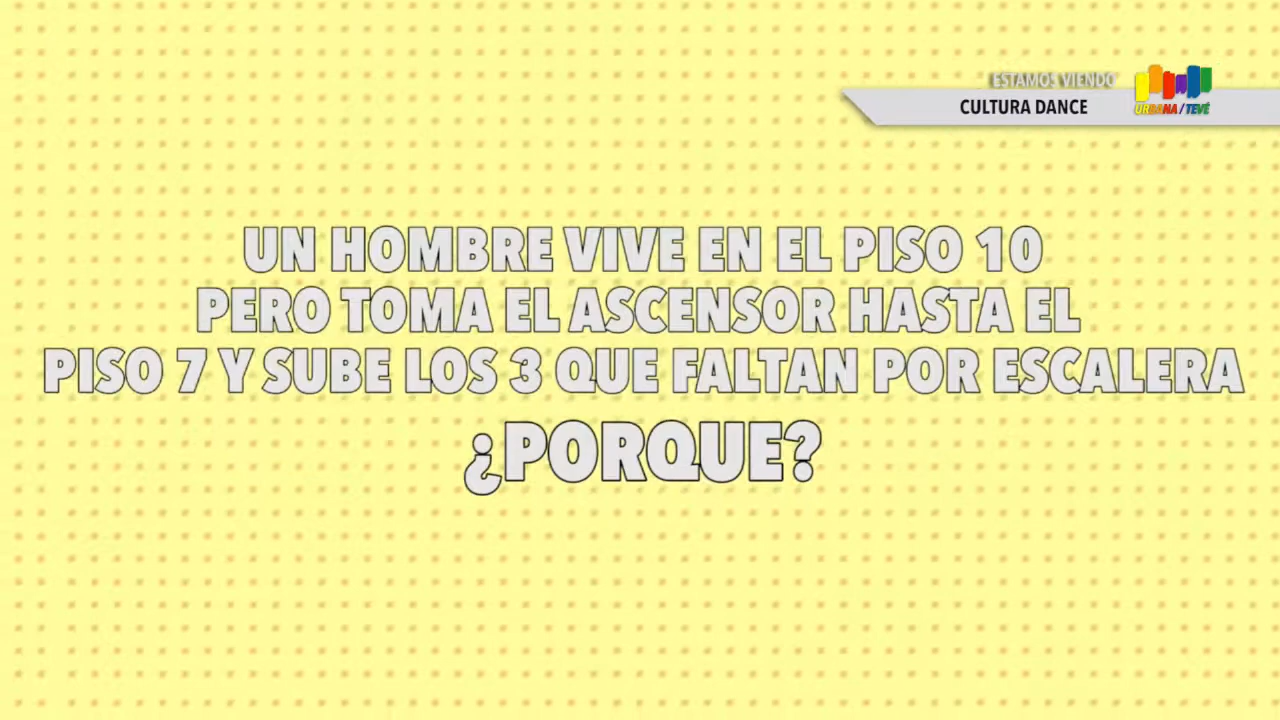 ESTAMOS VIENDO
CULTURA DANCE
URBANA/TEVÉ
UN HOMBRE VIVE EN EL PISO 10
PERO TOMA EL ASCENSOR HASTA EL
PISO 7 Y SUBE LOS 3 QUE FALTAN POR ESCALERA
¿PORQUE?